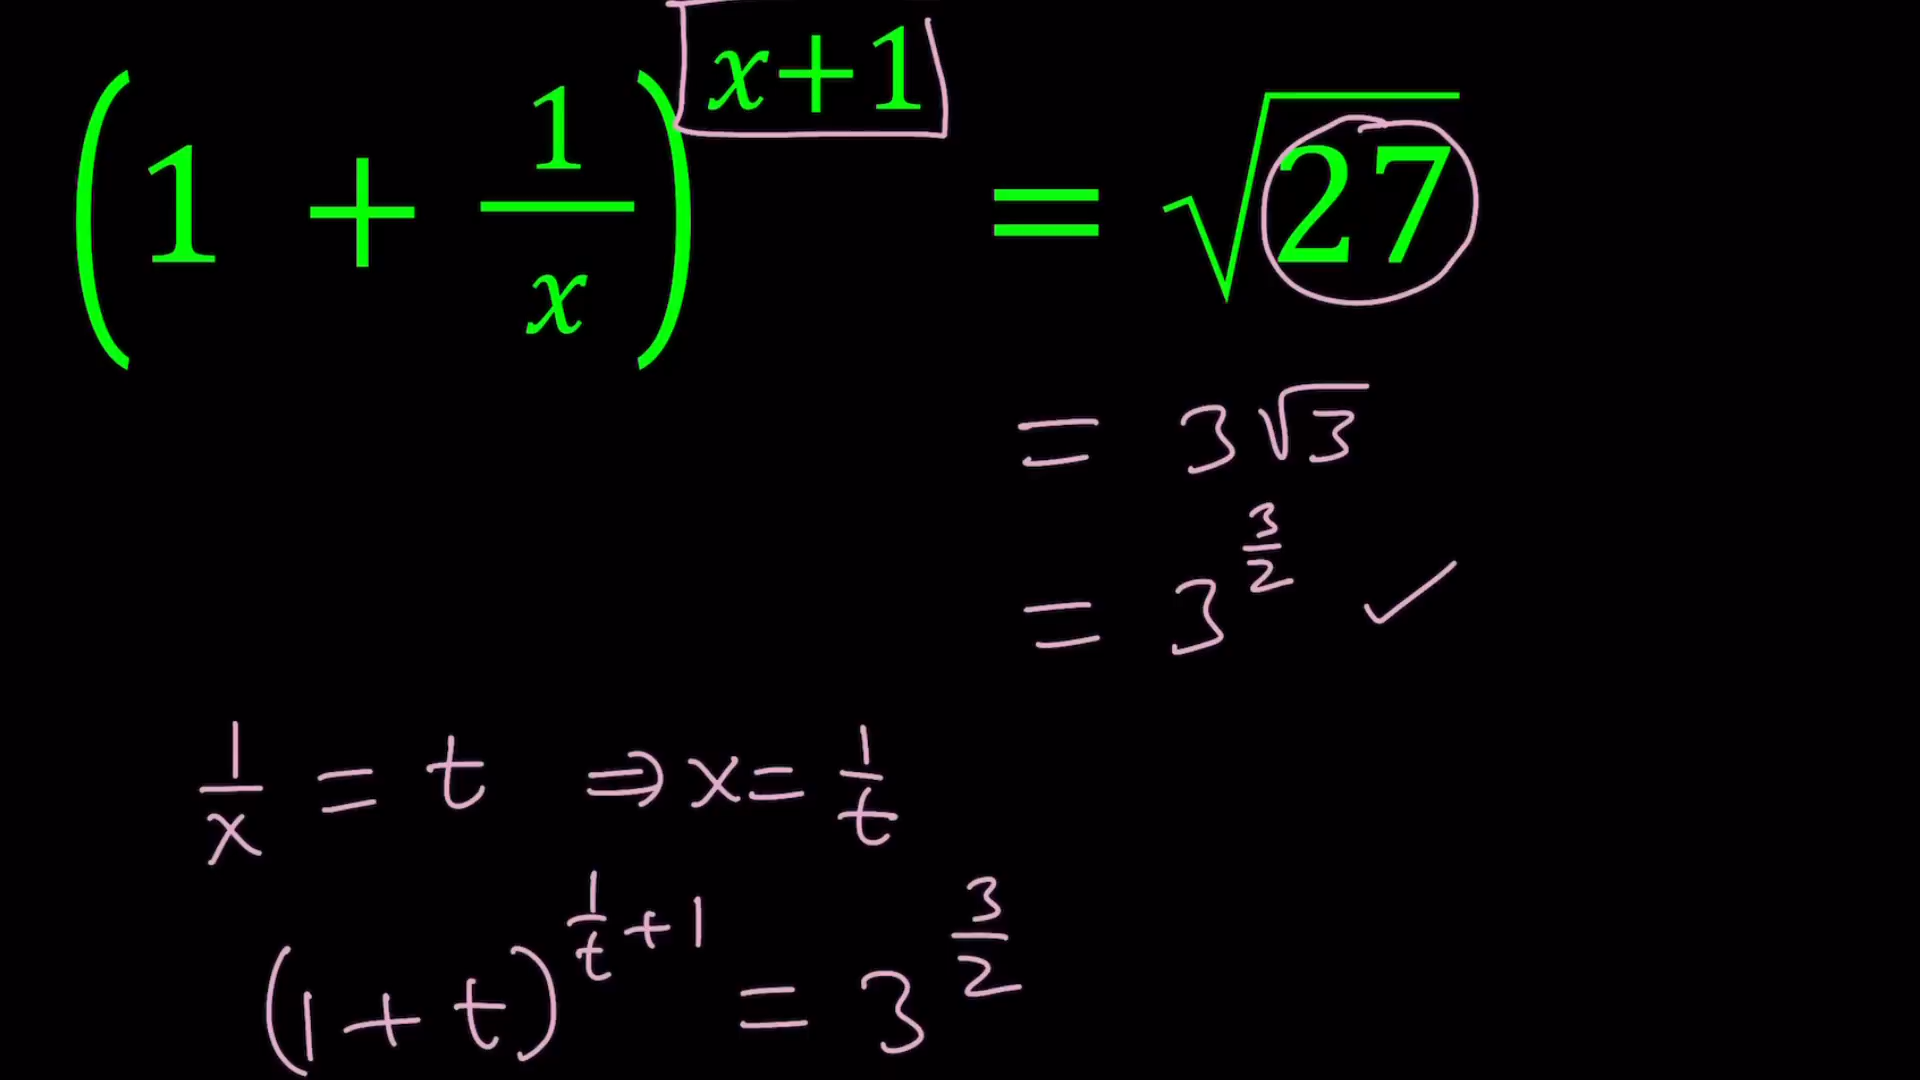 (1 + 1/x)^(x+1) = √27
= 3√3
= 3^(3/2) ✓
1/x = t ⇒ x = 1/t
(1 + t)^(1/t + 1) = 3^(3/2)